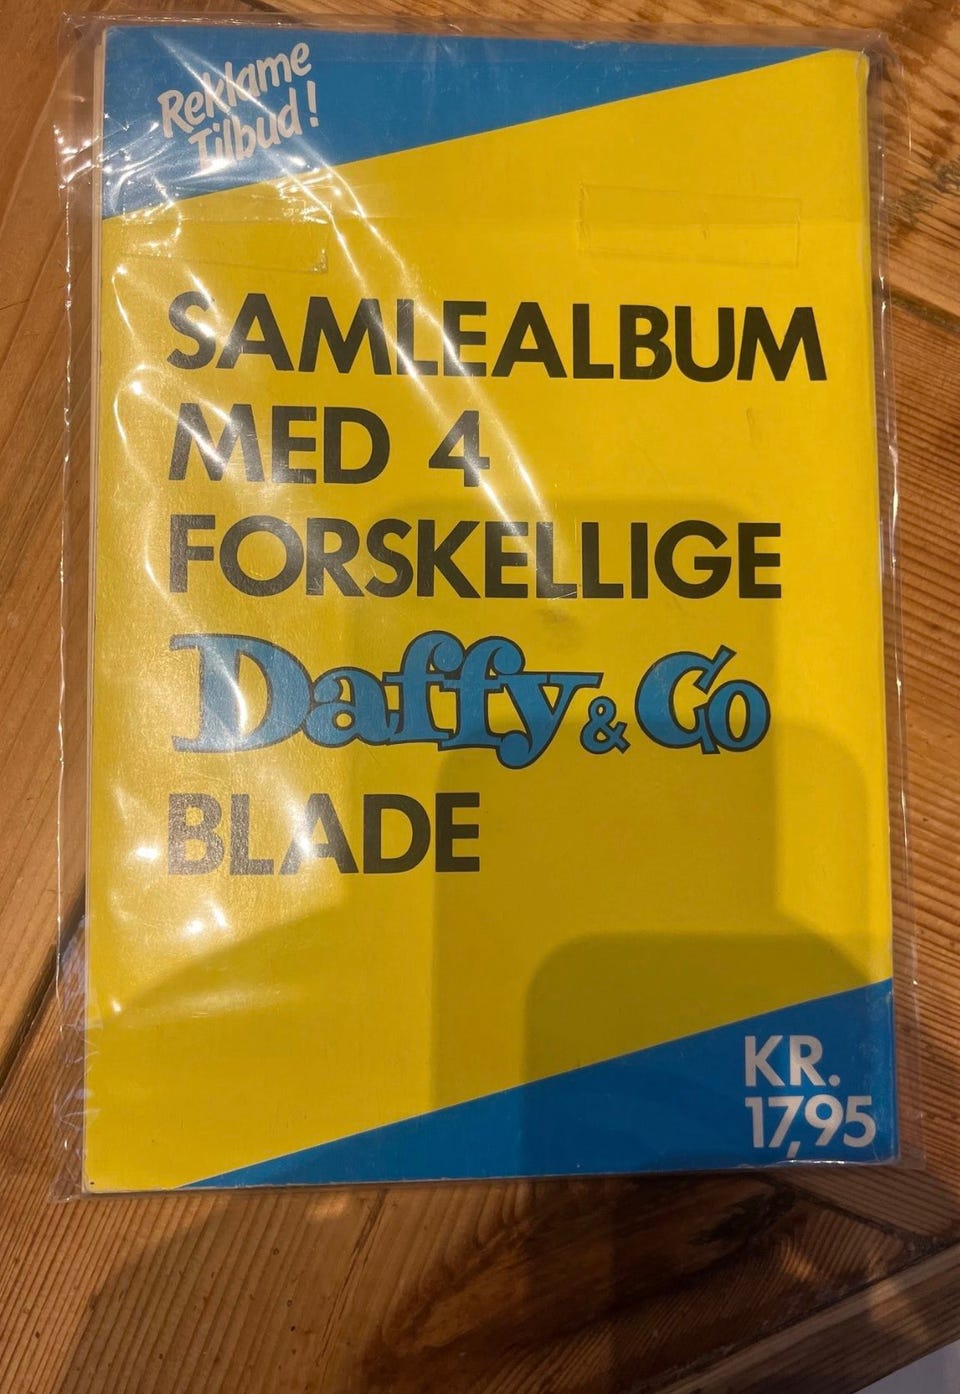 Reklame
Tilbud!
SAMLEALBUM
MED 4
FORSKELLIGE
Daffy & Co
BLADE
KR.
17,95